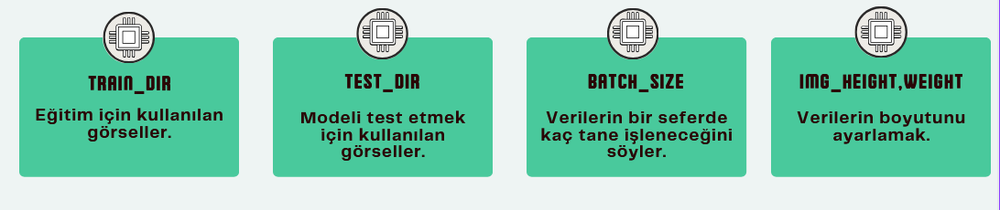 TRAIN_DIR
Eğitim için kullanılan
görseller.
TEST_DIR
Modeli test etmek
için kullanılan
görseller.
BATCH_SIZE
Verilerin bir seferde
kaç tane işleneceğini
söyler.
IMG_HEIGHT,WEIGHT
Verilerin boyutunu
ayarlamak.